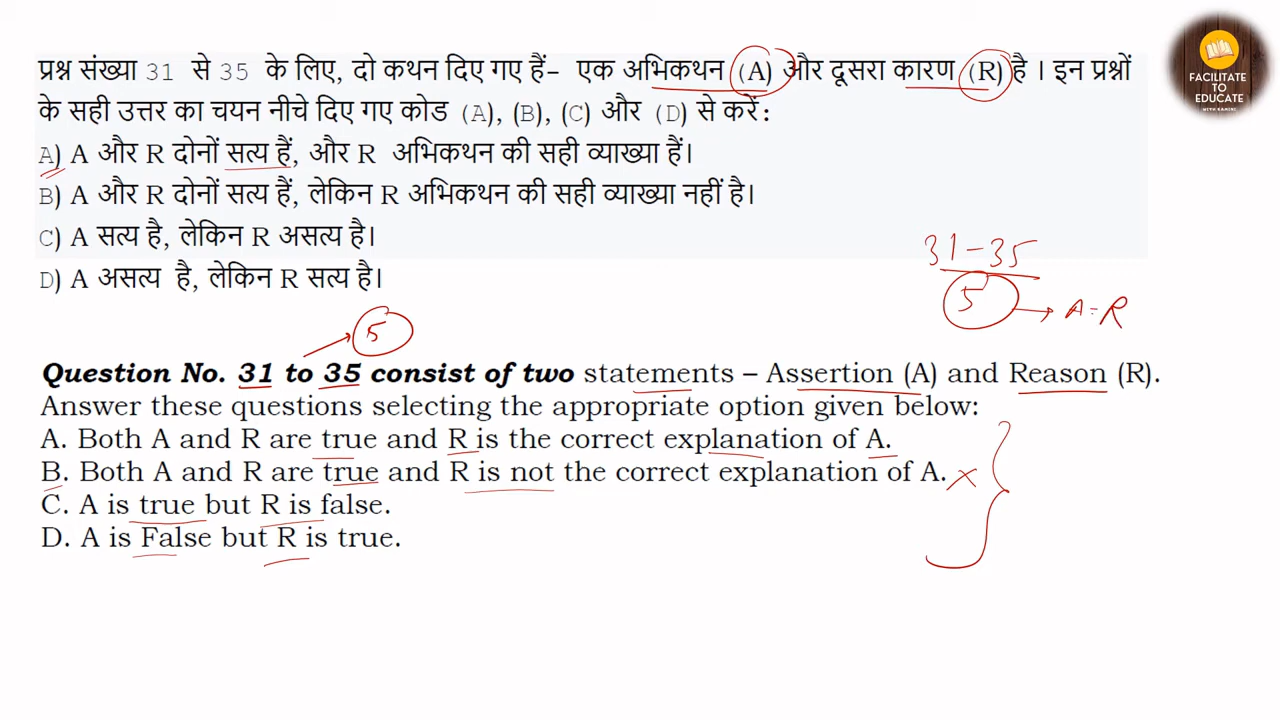 प्रश्न संख्या 31 से 35 के लिए, दो कथन दिए गए हैं– एक अभिकथन (A) और दूसरा कारण (R) है । इन प्रश्नों
के सही उत्तर का चयन नीचे दिए गए कोड (A), (B), (C) और (D) से करें:
A) A और R दोनों सत्य हैं, और R अभिकथन की सही व्याख्या हैं।
B) A और R दोनों सत्य हैं, लेकिन R अभिकथन की सही व्याख्या नहीं है।
C) A सत्य है, लेकिन R असत्य है।
D) A असत्य है, लेकिन R सत्य है।
FACILITATE
TO
EDUCATE
31-35
5
A=R
5
Question No. 31 to 35 consist of two statements – Assertion (A) and Reason (R).
Answer these questions selecting the appropriate option given below:
A. Both A and R are true and R is the correct explanation of A.
B. Both A and R are true and R is not the correct explanation of A. X
C. A is true but R is false.
D. A is False but R is true.